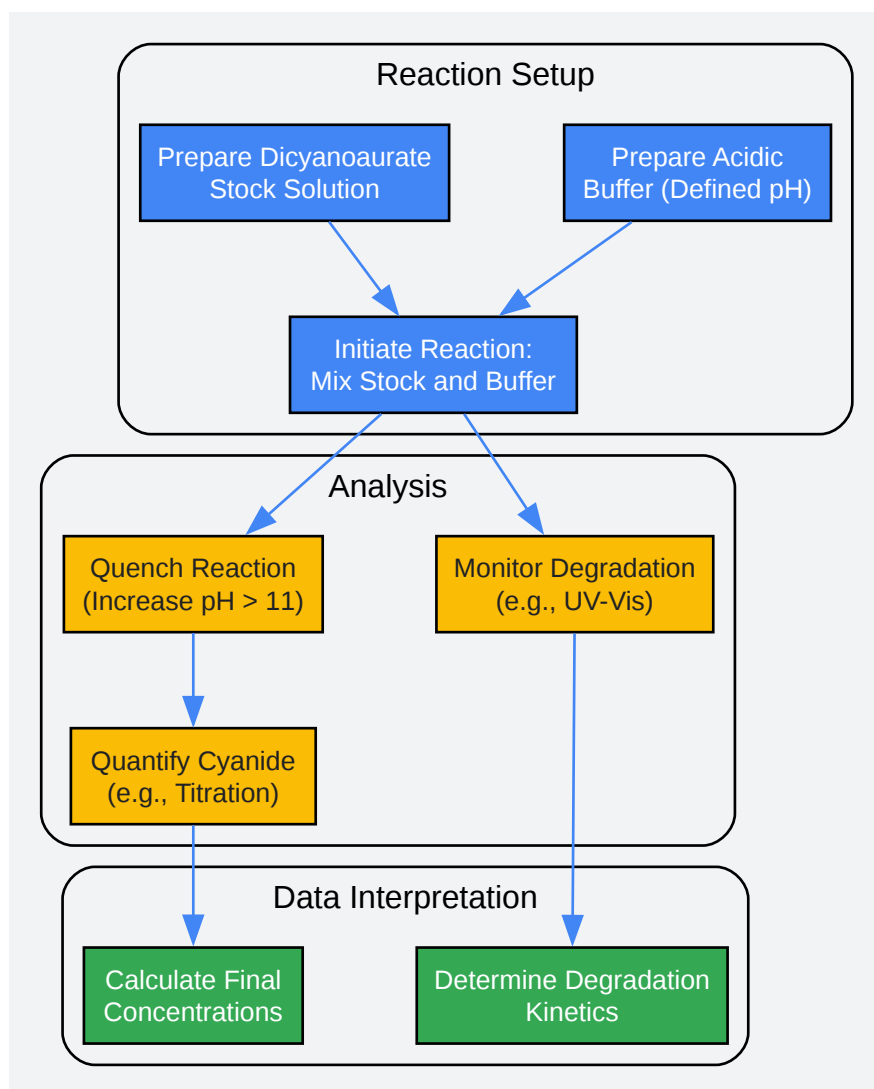 Reaction Setup
Prepare Dicyanoaurate
Stock Solution
Prepare Acidic
Buffer (Defined pH)
Initiate Reaction:
Mix Stock and Buffer
Analysis
Quench Reaction
(Increase pH > 11)
Monitor Degradation
(e.g., UV-Vis)
Quantify Cyanide
(e.g., Titration)
Data Interpretation
Calculate Final
Concentrations
Determine Degradation
Kinetics